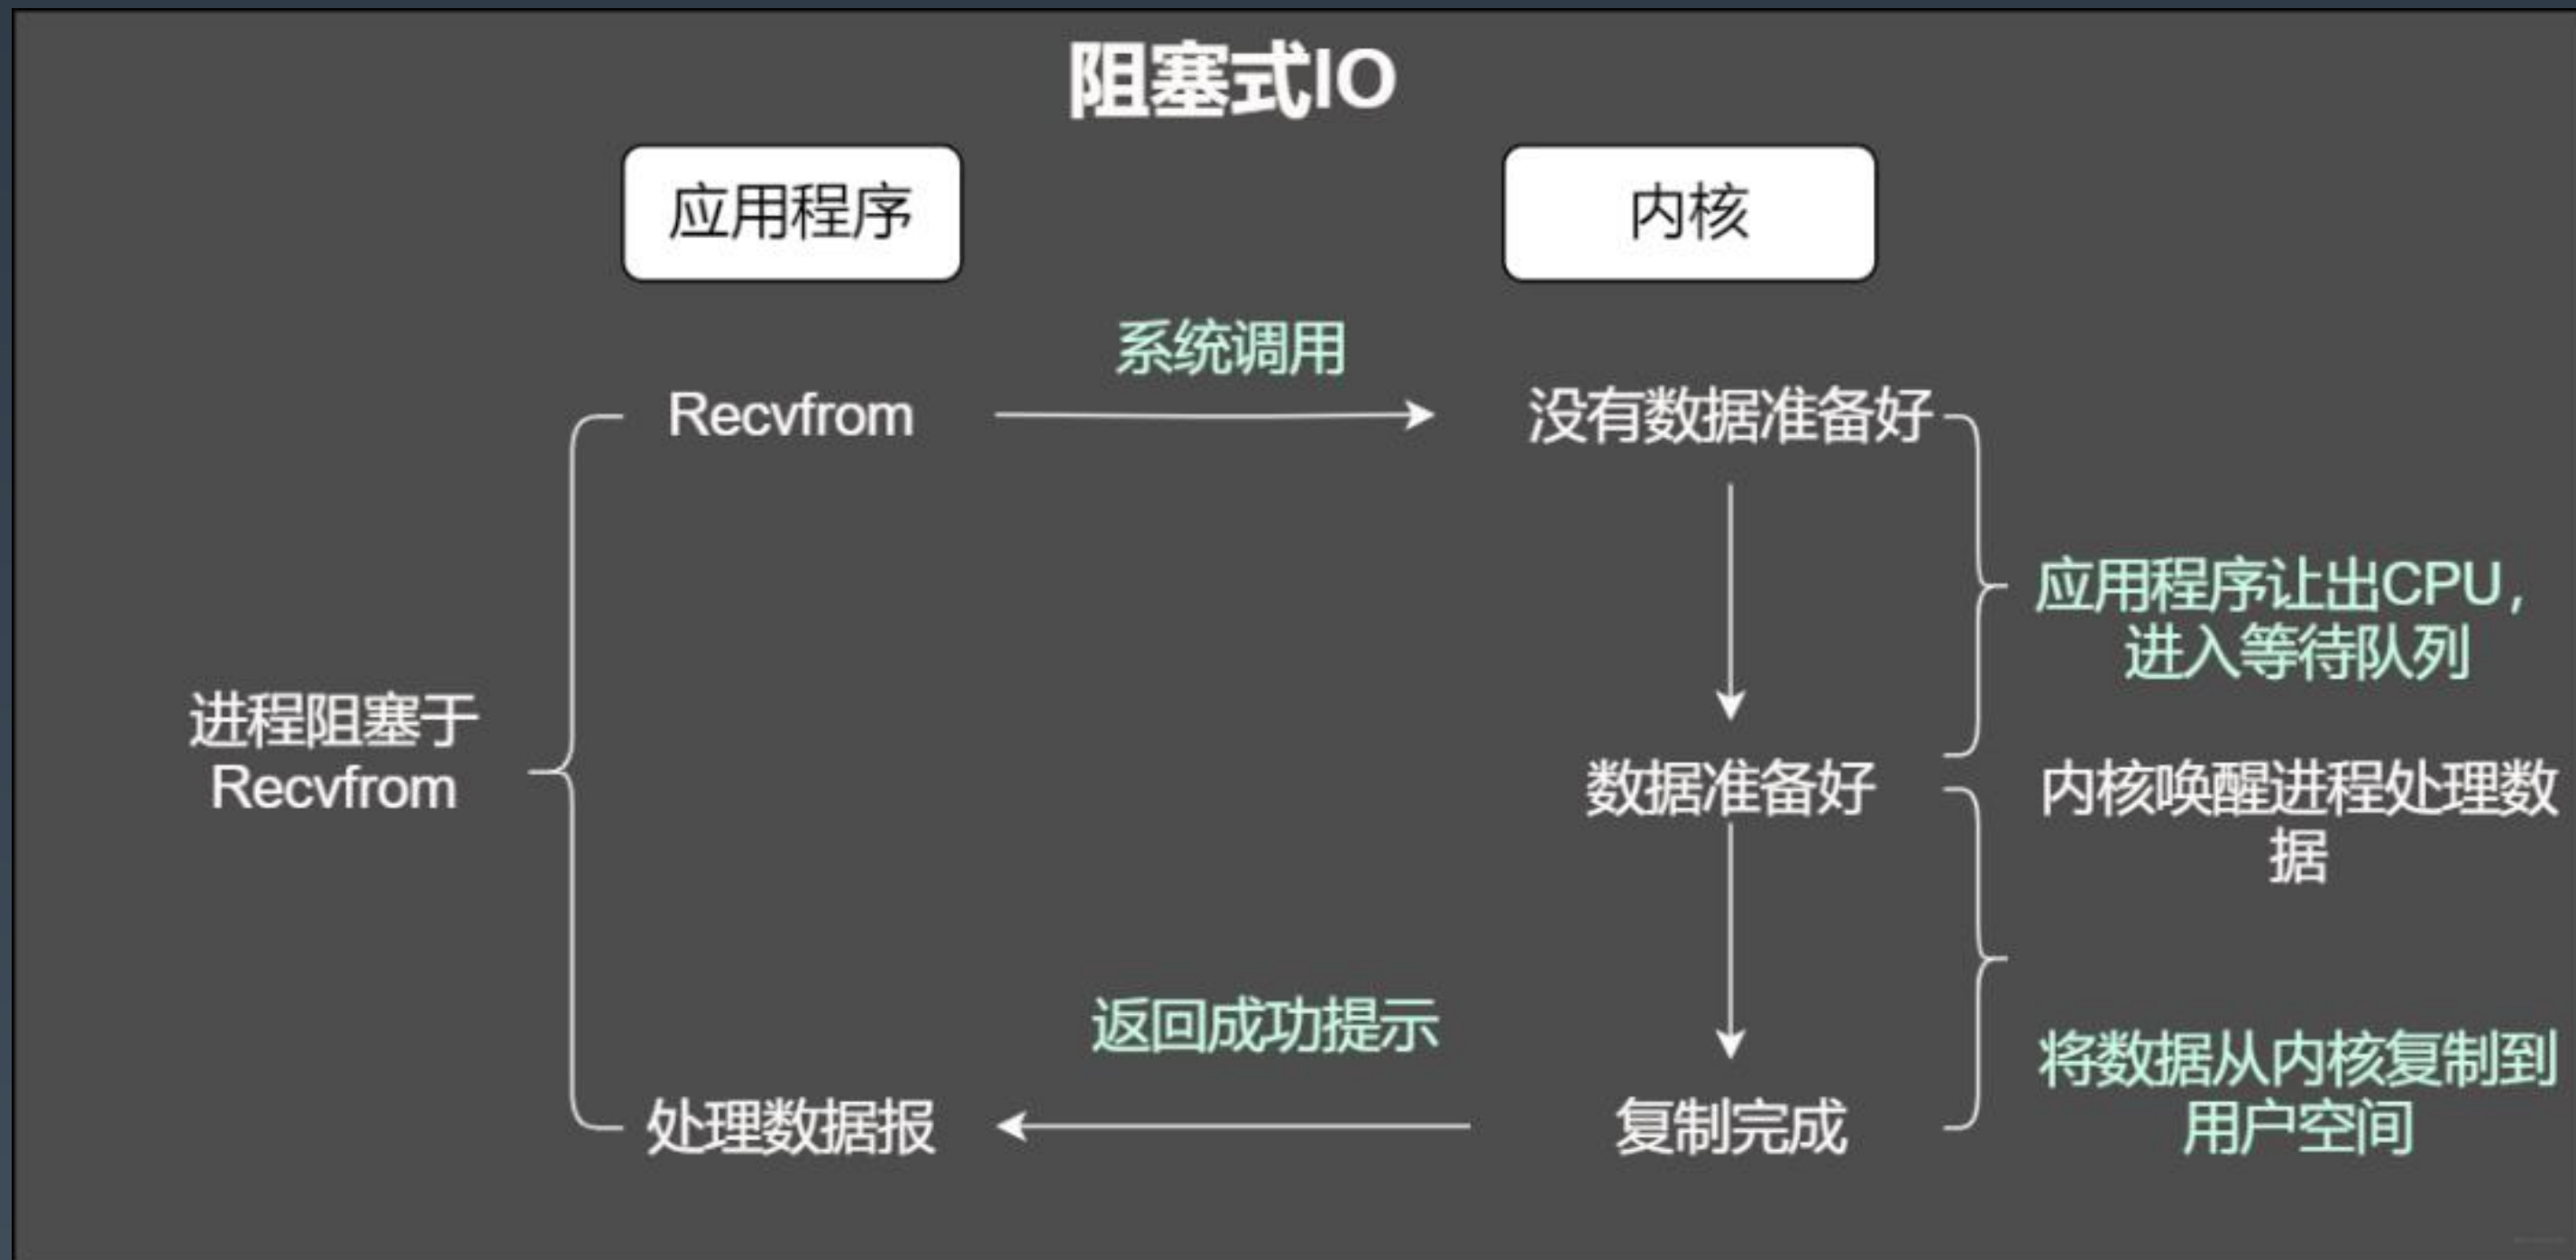 阻塞式IO
应用程序
内核
系统调用
Recvfrom
没有数据准备好
应用程序让出CPU，
进入等待队列
进程阻塞于
Recvfrom
数据准备好
内核唤醒进程处理数
据
返回成功提示
将数据从内核复制到
用户空间
处理数据报
复制完成